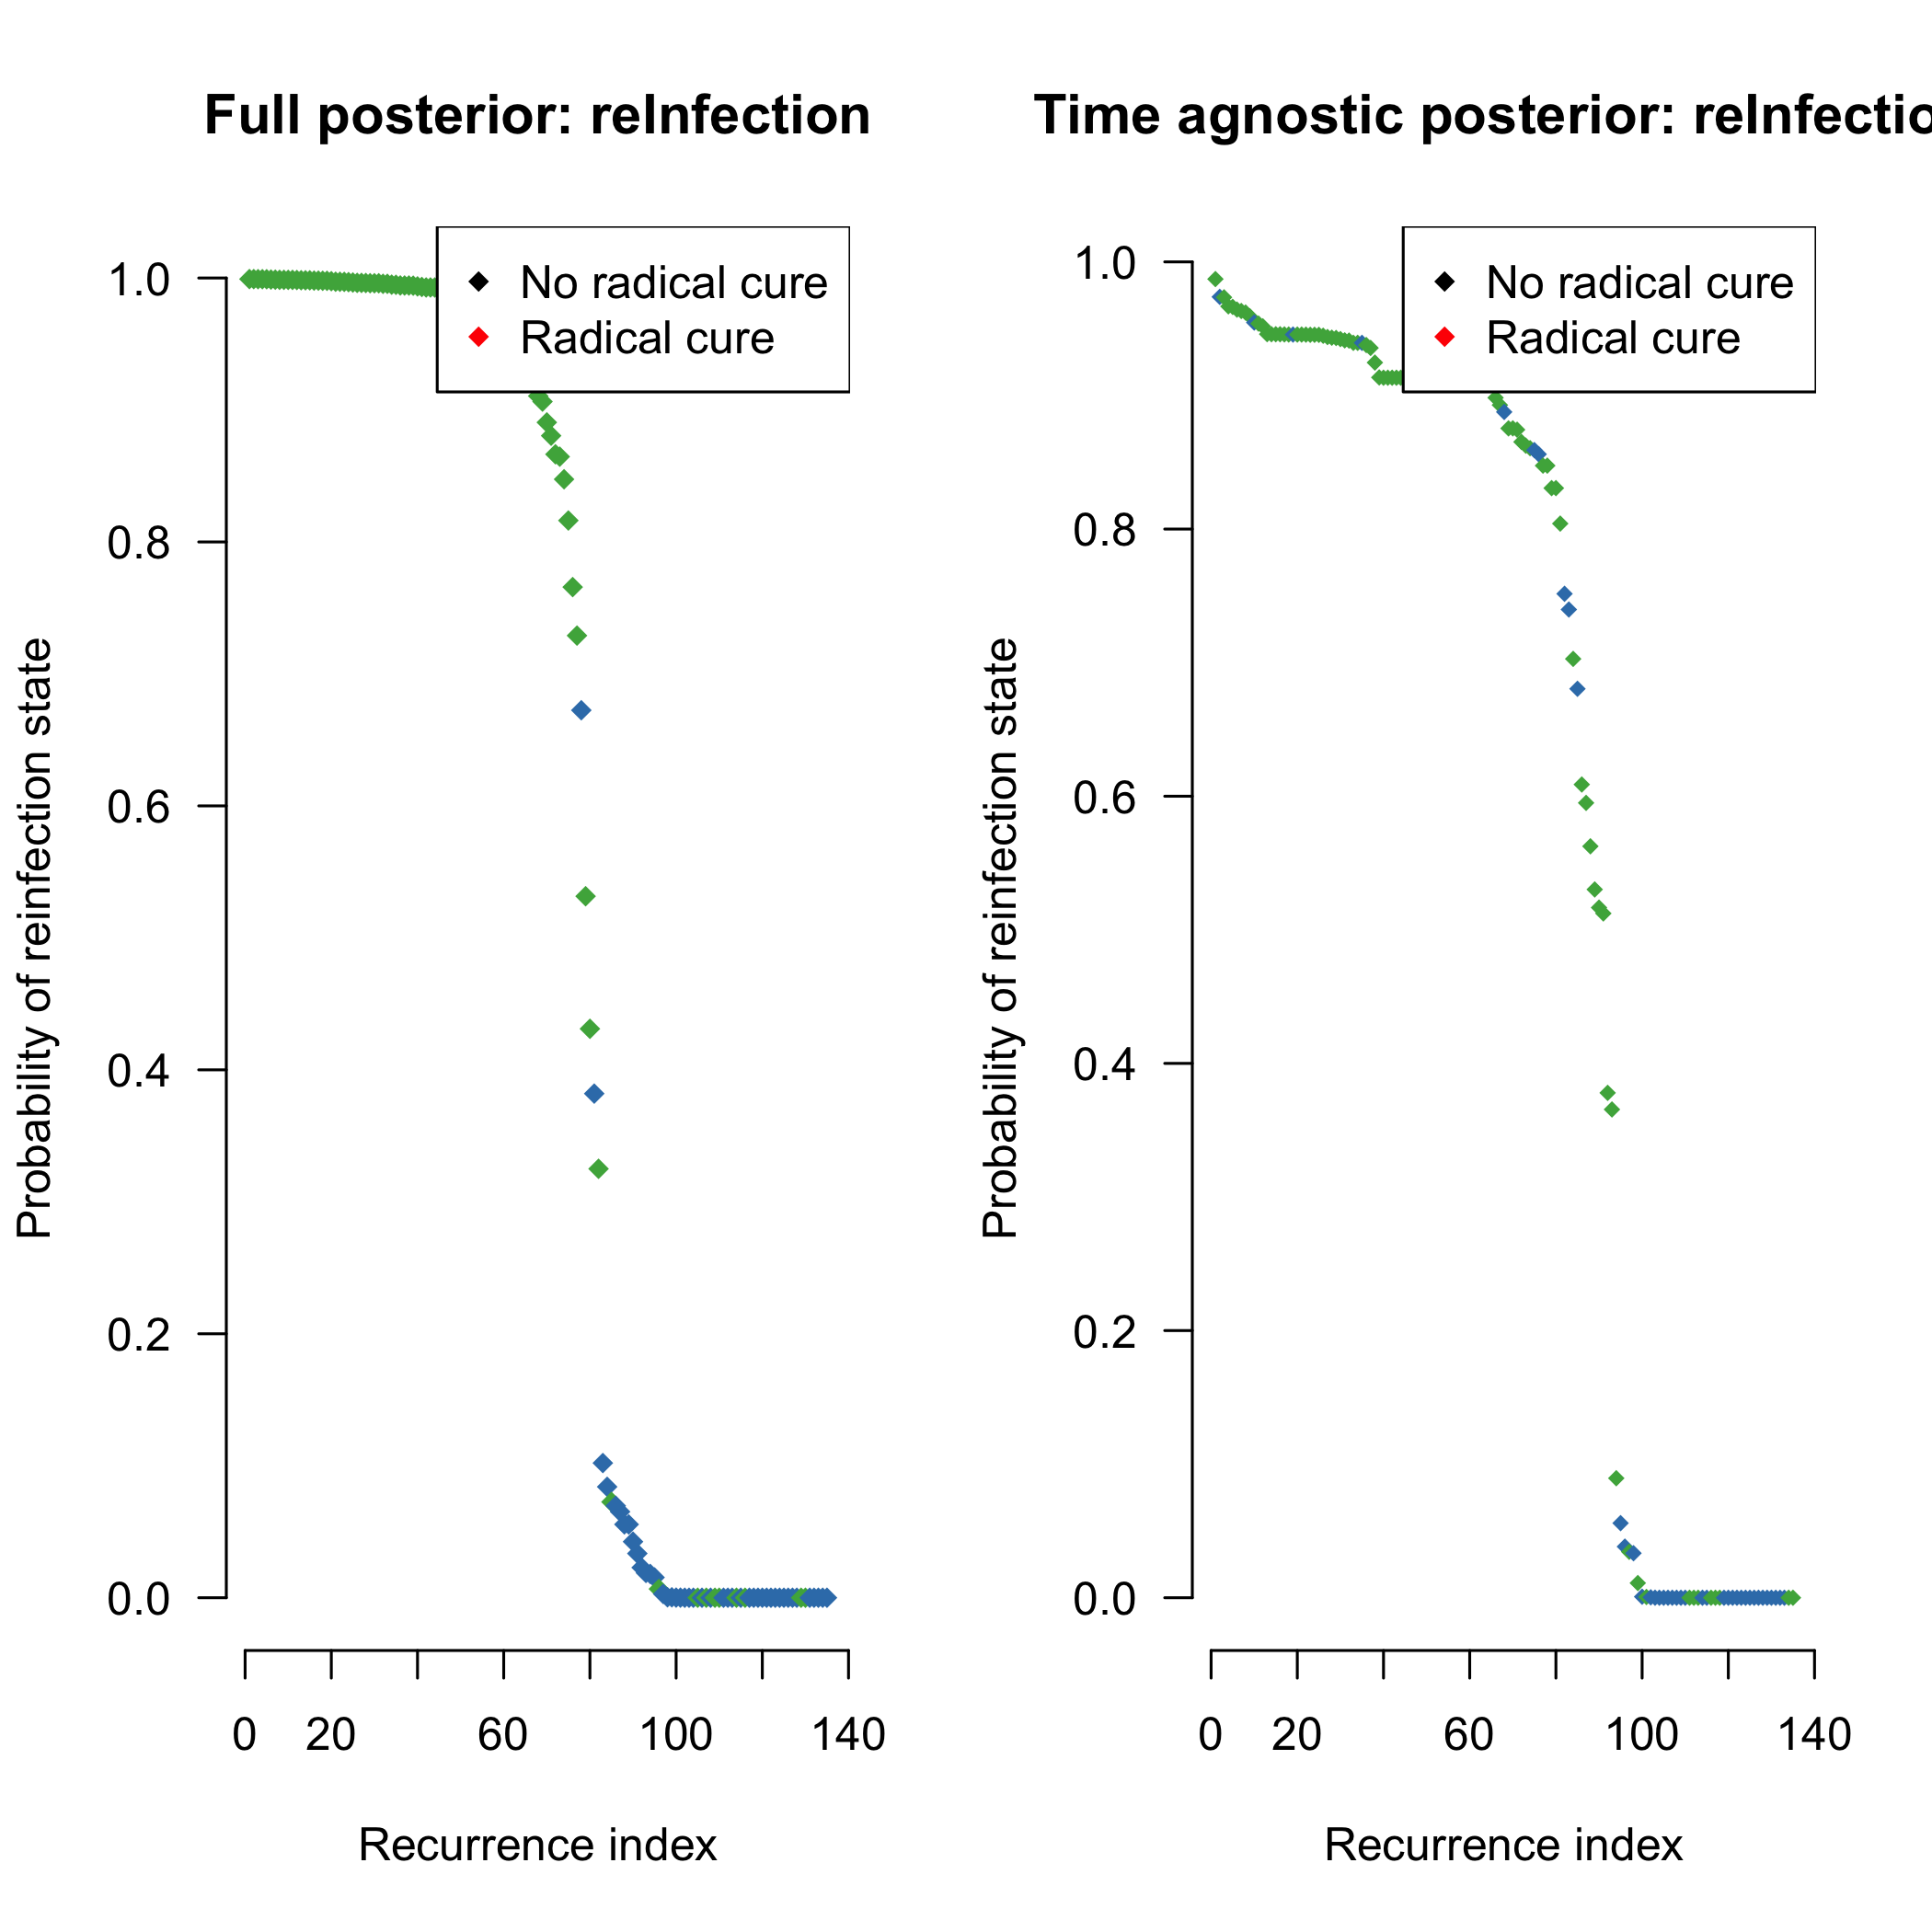 Full posterior: reInfection
No radical cure
Radical cure
1.0
0.8
0.6
0.4
0.2
0.0
Probability of reinfection state
0 20 60 100 140
Recurrence index
Time agnostic posterior: reInfectio
No radical cure
Radical cure
1.0
0.8
0.6
0.4
0.2
0.0
Probability of reinfection state
0 20 60 100 140
Recurrence index